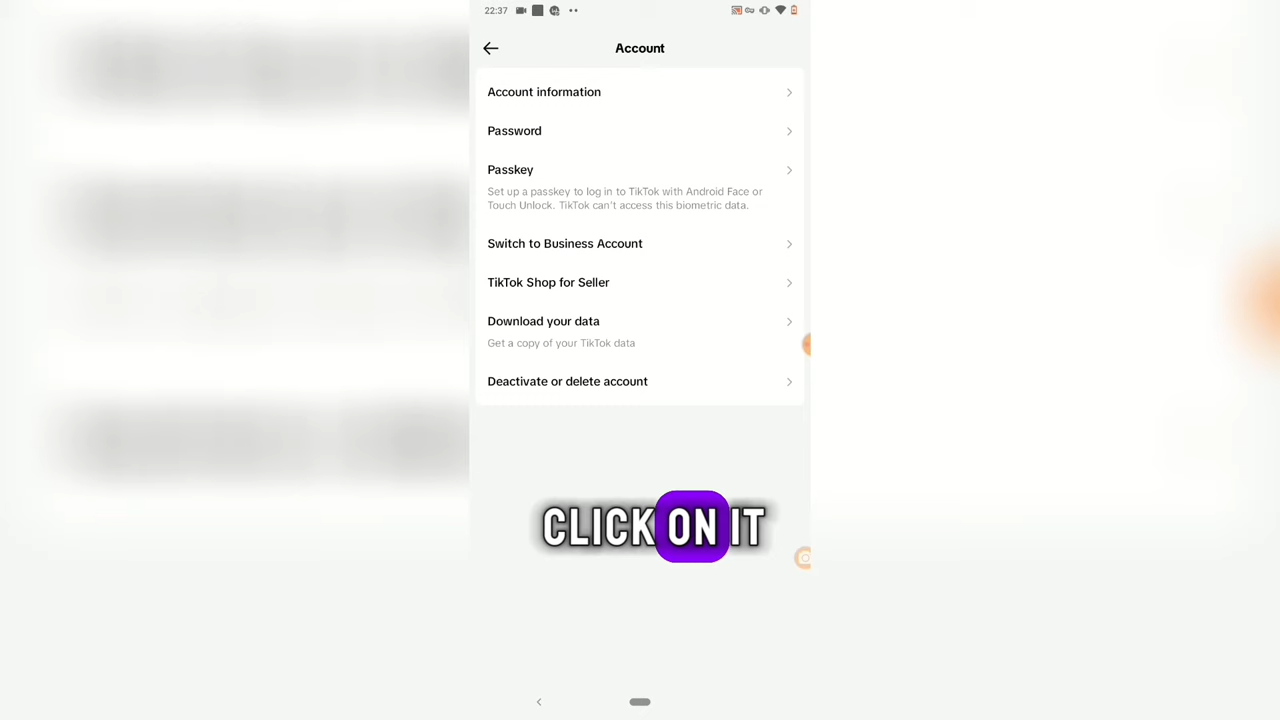 22:37
Account
Account information
Password
Passkey
Set up a passkey to log in to TikTok with Android Face or
Touch Unlock. TikTok can't access this biometric data.
Switch to Business Account
TikTok Shop for Seller
Download your data
Get a copy of your TikTok data
Deactivate or delete account
CLICK ON IT